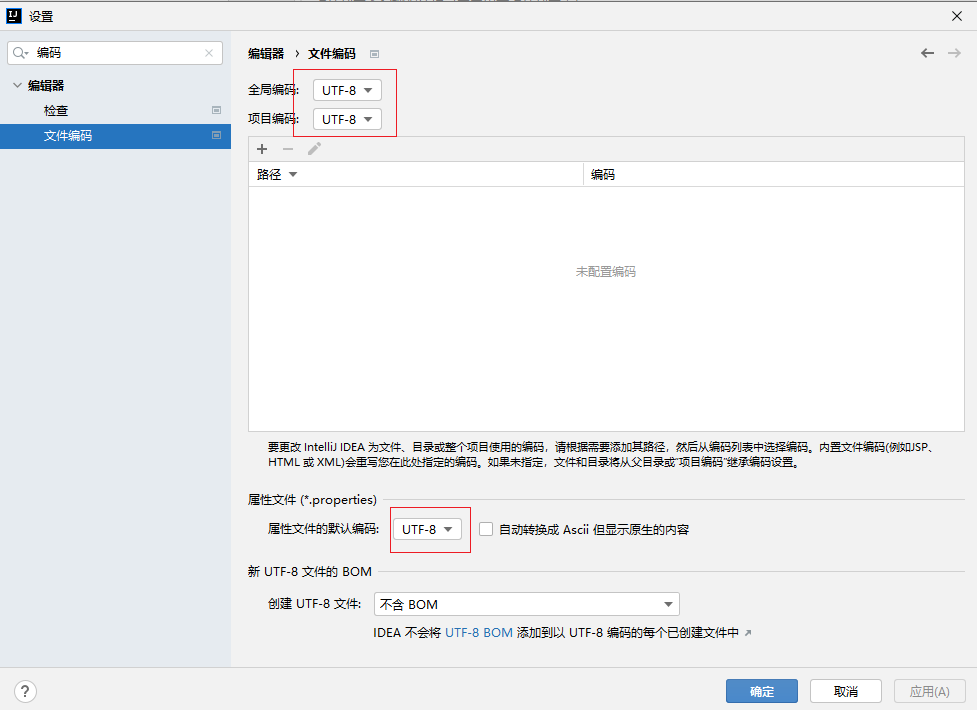 设置
编码
编辑器
检查
文件编码
编辑器 › 文件编码
全局编码: UTF-8
项目编码: UTF-8
路径 编码
未配置编码
要更改 IntelliJ IDEA 为文件、目录或整个项目使用的编码，请根据需要添加其路径，然后从编码列表中选择编码。内置文件编码(例如JSP、
HTML 或 XML)会重写您在此处指定的编码。如果未指定，文件和目录将从父目录或"项目编码"继承编码设置。
属性文件 (*.properties)
属性文件的默认编码: UTF-8 自动转换成 Ascii 但显示原生的内容
新 UTF-8 文件的 BOM
创建 UTF-8 文件: 不含 BOM
IDEA 不会将 UTF-8 BOM 添加到以 UTF-8 编码的每个已创建文件中 ↗
? 确定 取消 应用(A)